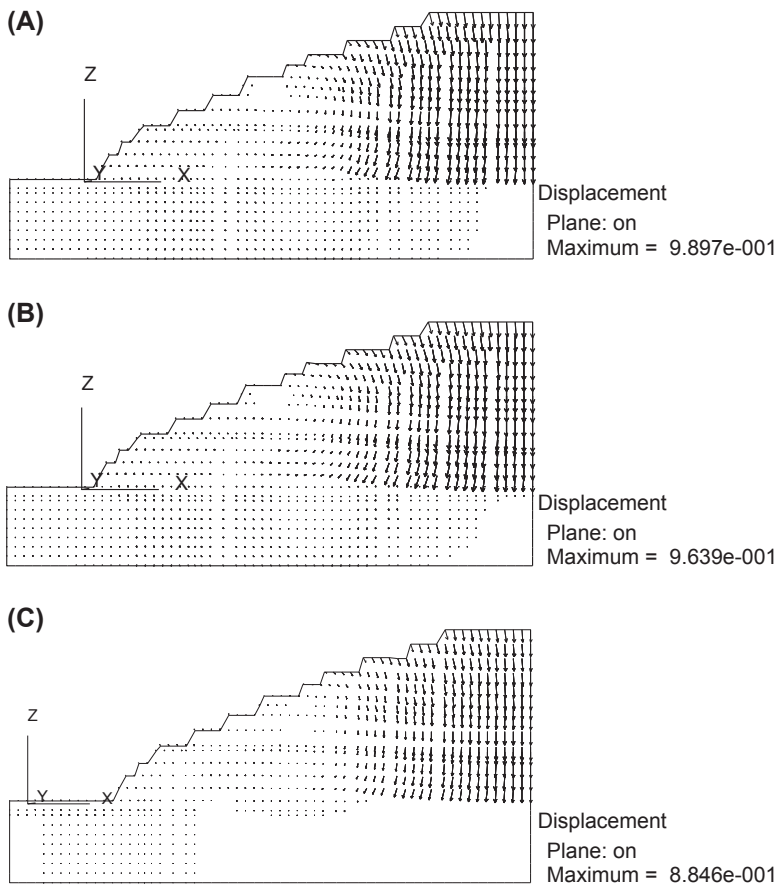 (A)
Z
Y X
Displacement
Plane: on
Maximum = 9.897e-001
(B)
Z
Y X
Displacement
Plane: on
Maximum = 9.639e-001
(C)
Z
Y X
Displacement
Plane: on
Maximum = 8.846e-001